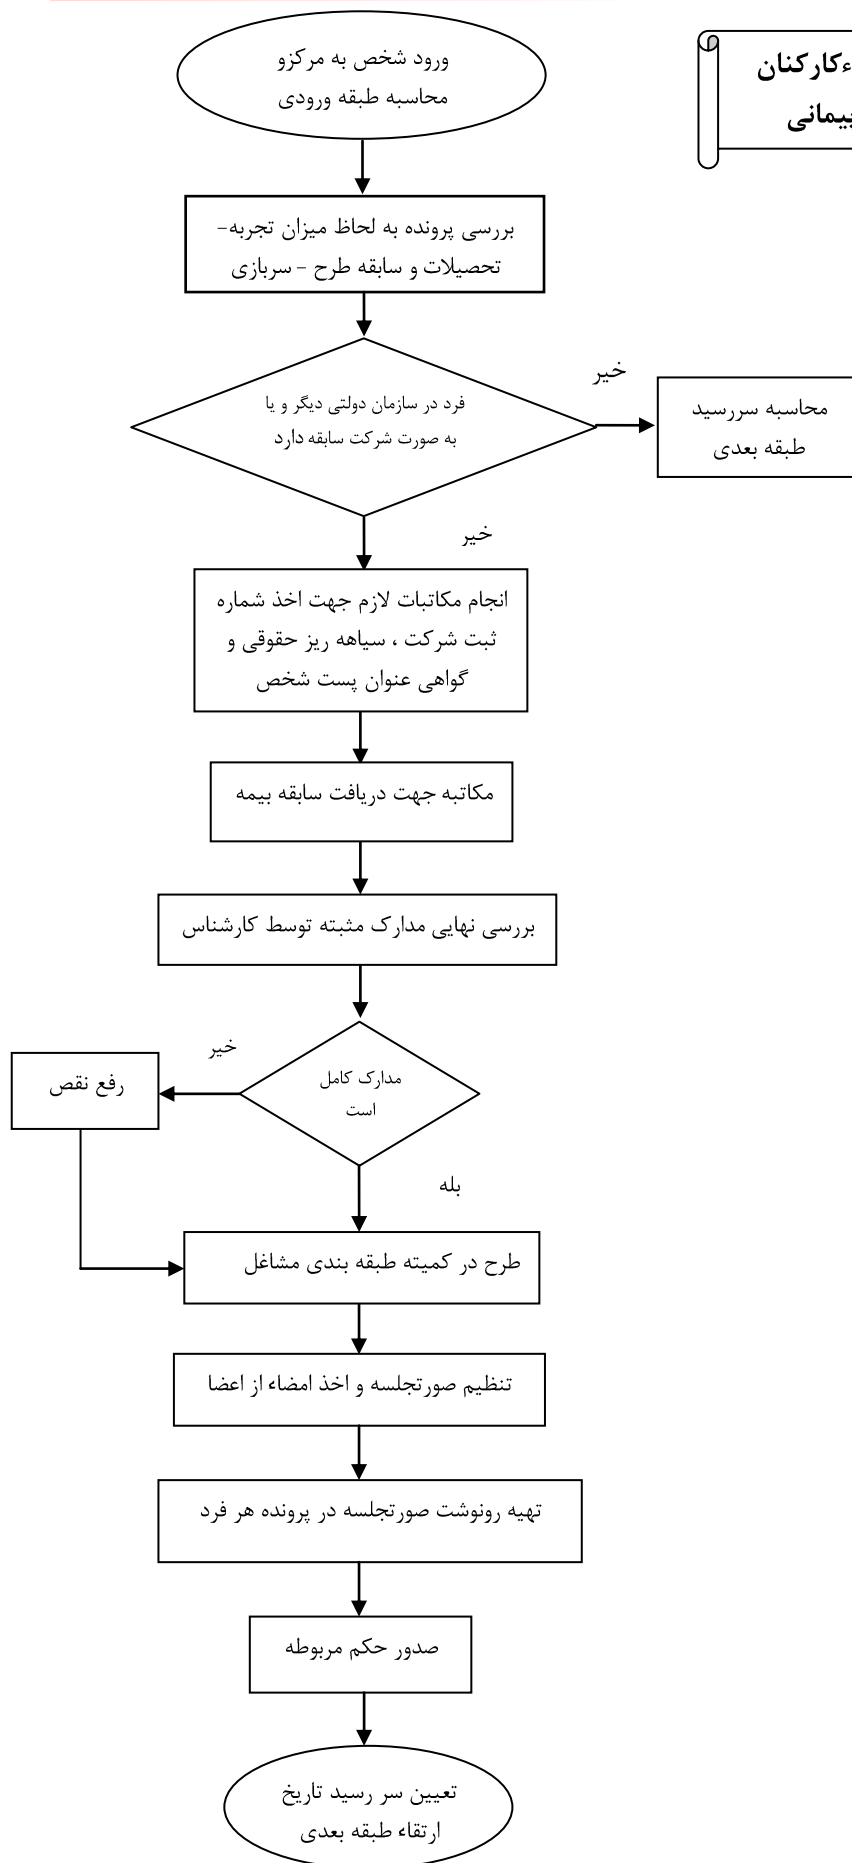 ورود شخص به مرکزو
محاسبه طبقه ورودی
ءکارکنان
پیمانی
بررسی پرونده به لحاظ میزان تجربه-
تحصیلات و سابقه طرح - سربازی
خیر
فرد در سازمان دولتی دیگر و یا
به صورت شرکت سابقه دارد
محاسبه سررسید
طبقه بعدی
خیر
انجام مکاتبات لازم جهت اخذ شماره
ثبت شرکت ، سیاهه ریز حقوقی و
گواهی عنوان پست شخص
مکاتبه جهت دریافت سابقه بیمه
بررسی نهایی مدارک مثبته توسط کارشناس
خیر
مدارک کامل
است
رفع نقص
بله
طرح در کمیته طبقه بندی مشاغل
تنظیم صورتجلسه و اخذ امضاء از اعضا
تهیه رونوشت صورتجلسه در پرونده هر فرد
صدور حکم مربوطه
تعیین سر رسید تاریخ
ارتقاء طبقه بعدی